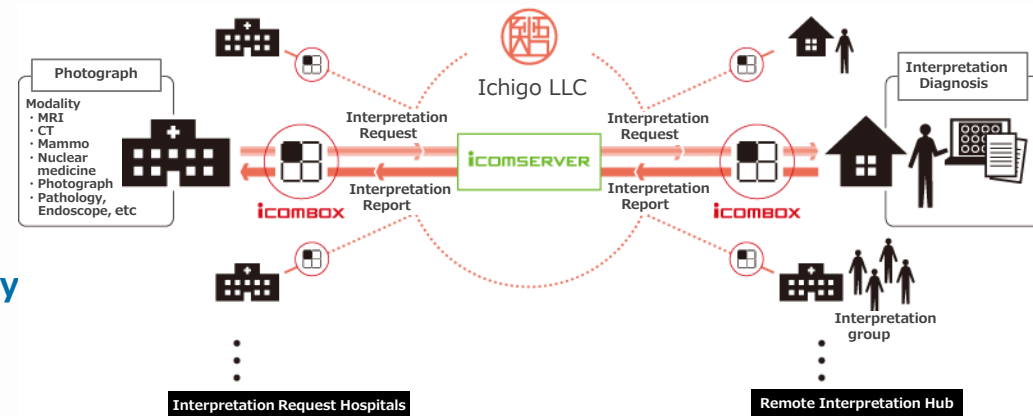 Photograph
Modality
・MRI
・CT
・Mammo
・Nuclear
medicine
・Photograph
・Pathology,
Endoscope, etc
y
Ichigo LLC
Interpretation
Request
Interpretation
Report
icombox
icomserver
Interpretation
Request
Interpretation
Report
icombox
Interpretation
Diagnosis
Interpretation
group
Interpretation Request Hospitals
Remote Interpretation Hub